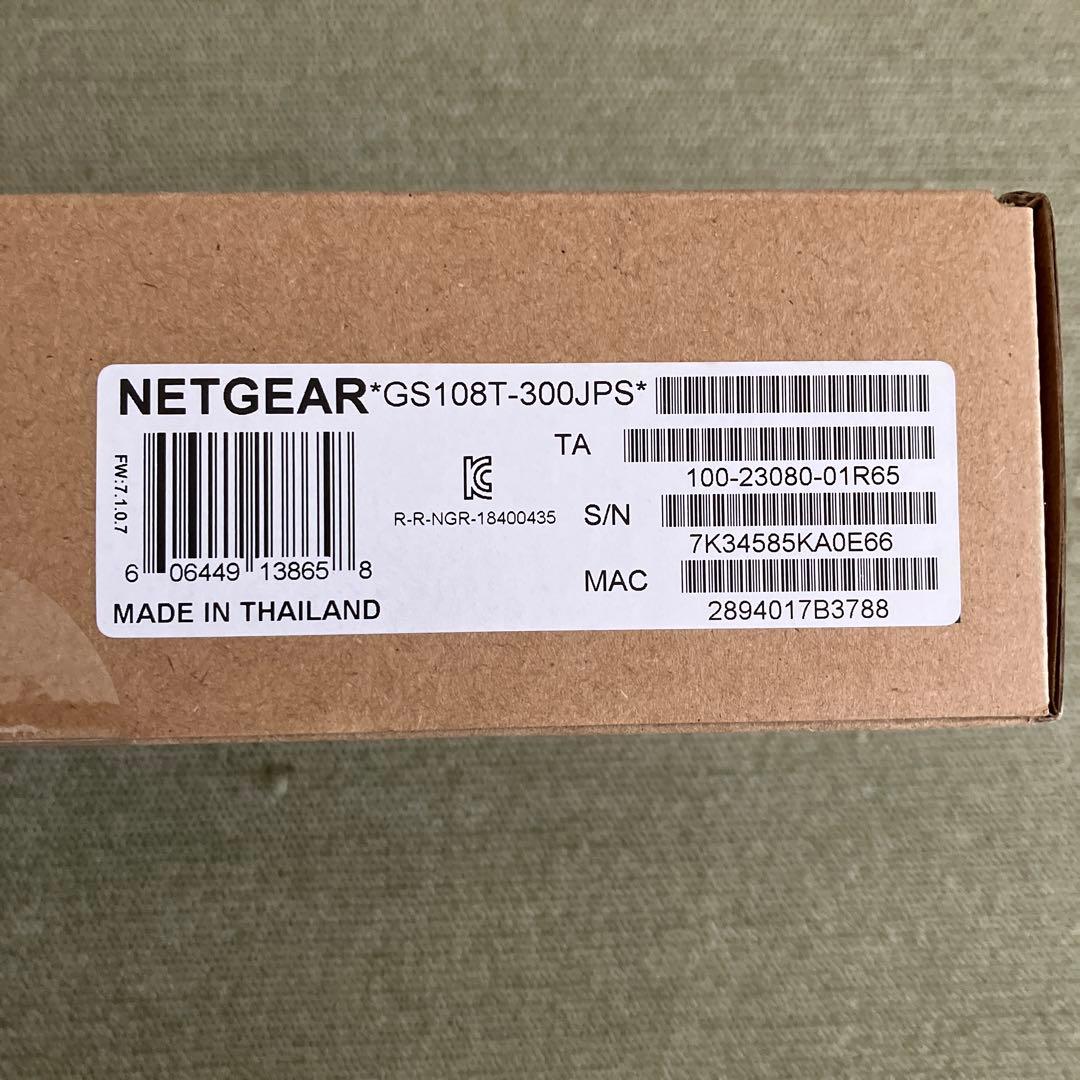 NETGEAR *GS108T-300JPS*
TA
100-23080-01R65
FW:7.1.0.7
R-R-NGR-18400435
S/N
7K34585KA0E66
6 06449 13865 8
MAC
2894017B3788
MADE IN THAILAND